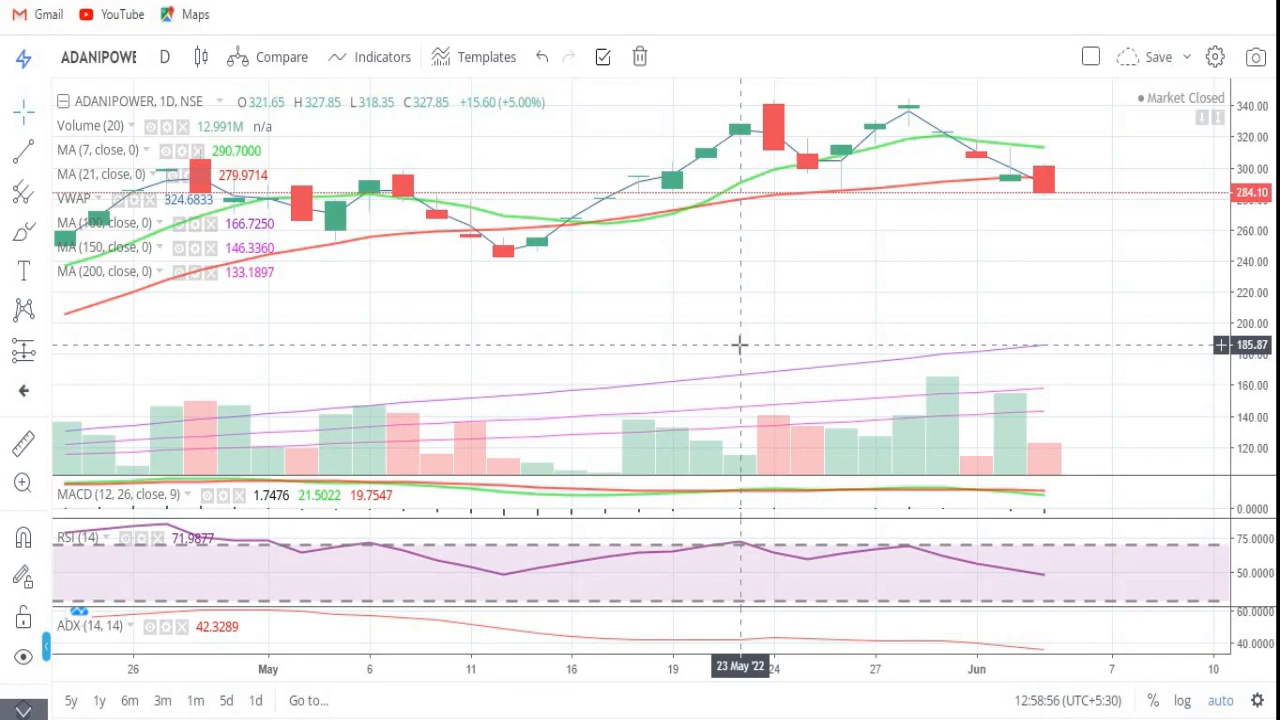 Gmail YouTube Maps
ADANIPOWE D Compare Indicators Templates Save
ADANIPOWER, 1D, NSE O321.65 H327.85 L318.35 C327.85 +15.60 (+5.00%)
Market Closed
Volume (20) 12.991M n/a
MA (7, close, 0) 290.7000
MA (21, close, 0) 279.9714
VWAP 324.6833
MA (100, close, 0) 166.7250
MA (150, close, 0) 146.3360
MA (200, close, 0) 133.1897
340.00
320.00
300.00
284.10
260.00
240.00
220.00
200.00
185.87
180.00
160.00
140.00
120.00
MACD (12, 26, close, 9) 1.7476 21.5022 19.7547
0.0000
RSI (14) 71.9877
75.0000
50.0000
ADX (14, 14) 42.3289
60.0000
40.0000
26 May 6 11 16 19 23 May '22 24 27 Jun 7 10
5y 1y 6m 3m 1m 5d 1d Go to... 12:58:56 (UTC+5:30) % log auto